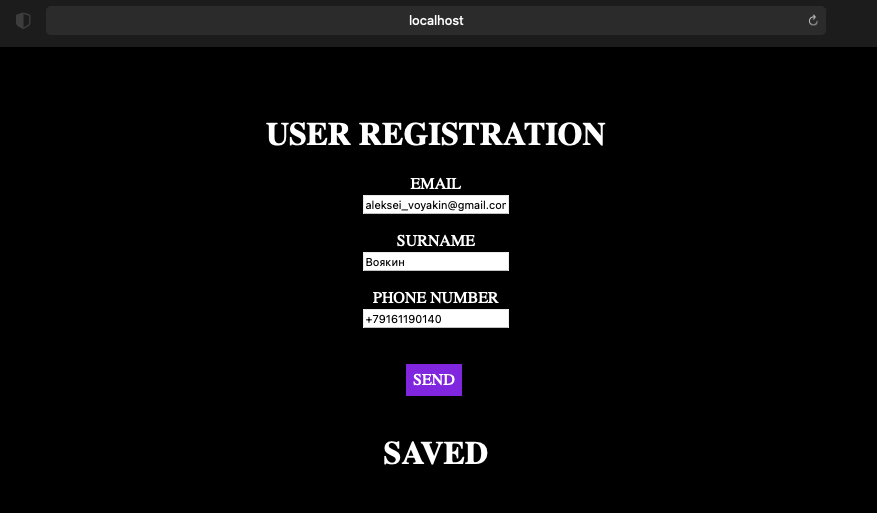 localhost
USER REGISTRATION
EMAIL
aleksei_voyakin@gmail.cor
SURNAME
Воякин
PHONE NUMBER
+79161190140
SEND
SAVED